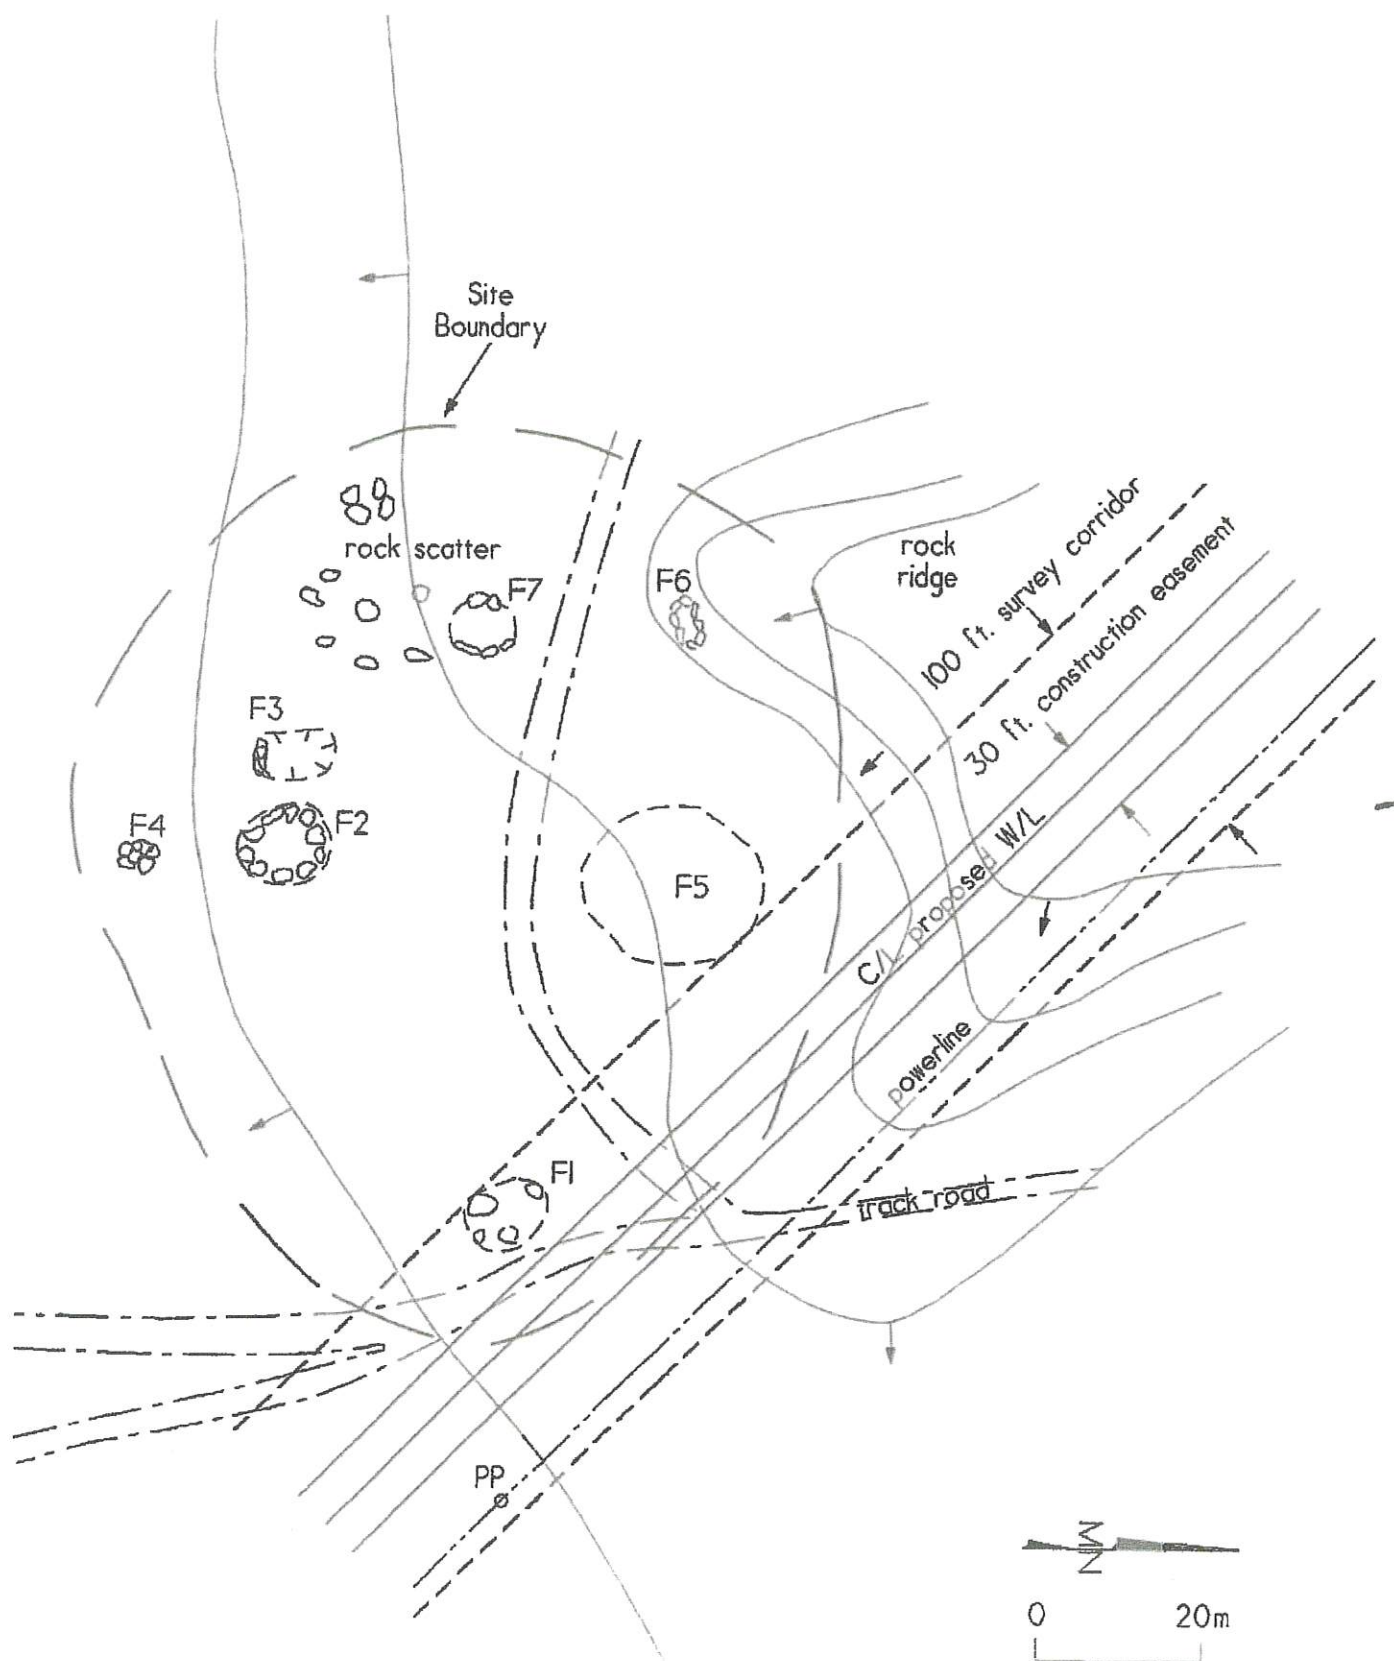 Site
Boundary
rock scatter
F7
F6
rock
ridge
100 ft. survey corridor
30 ft. construction easement
F3
F2
F4
F5
C/L proposed W/L
powerline
F1
track road
PP
MN
0 20m